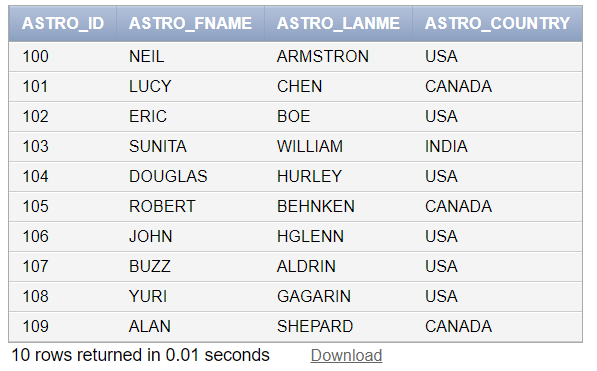 ASTRO_ID ASTRO_FNAME ASTRO_LANME ASTRO_COUNTRY
100 NEIL ARMSTRON USA
101 LUCY CHEN CANADA
102 ERIC BOE USA
103 SUNITA WILLIAM INDIA
104 DOUGLAS HURLEY USA
105 ROBERT BEHNKEN CANADA
106 JOHN HGLENN USA
107 BUZZ ALDRIN USA
108 YURI GAGARIN USA
109 ALAN SHEPARD CANADA
10 rows returned in 0.01 seconds Download